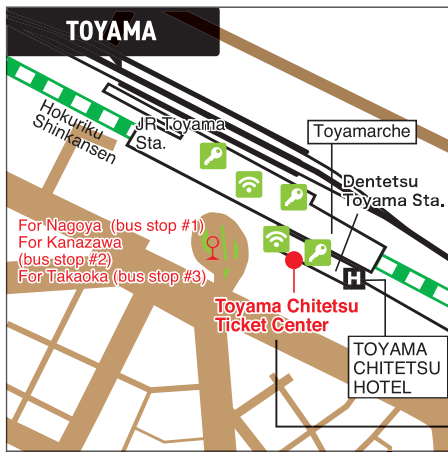 TOYAMA
Hokuriku
Shinkansen
JR Toyama
Sta.
Toyamarche
Dentetsu
Toyama Sta.
For Nagoya (bus stop #1)
For Kanazawa
(bus stop #2)
For Takaoka (bus stop #3)
Toyama Chitetsu
Ticket Center
H
TOYAMA
CHITETSU
HOTEL